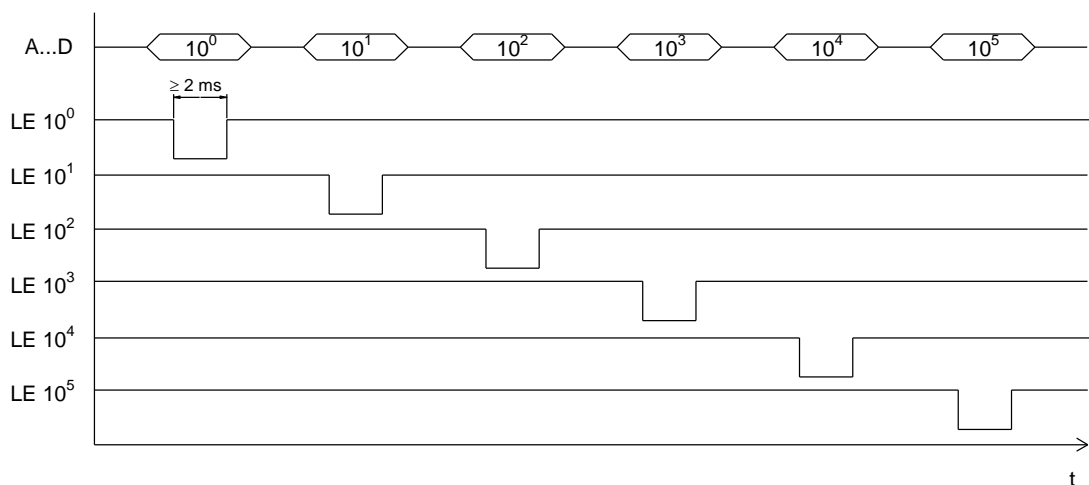 A...D
10⁰ 10¹ 10² 10³ 10⁴ 10⁵
≥ 2 ms
LE 10⁰
LE 10¹
LE 10²
LE 10³
LE 10⁴
LE 10⁵
t